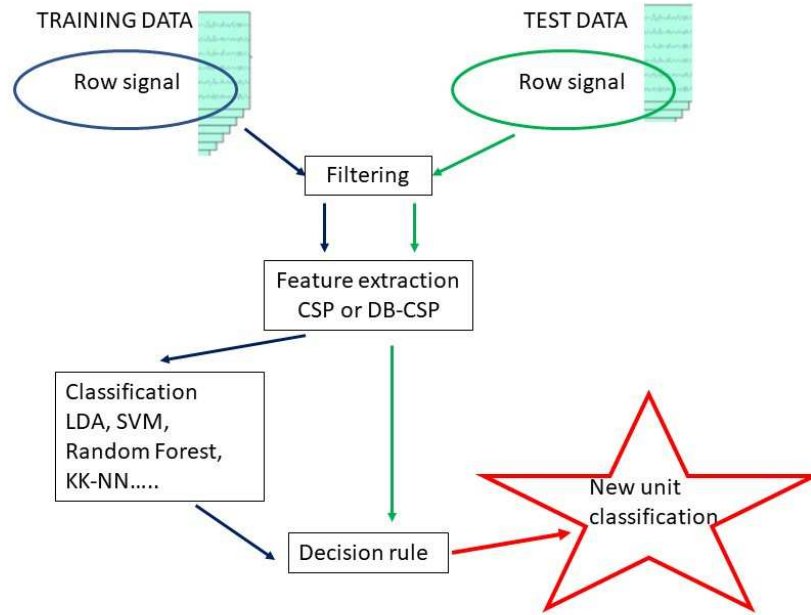 TRAINING DATA
Row signal
TEST DATA
Row signal
Filtering
Feature extraction
CSP or DB-CSP
Classification
LDA, SVM,
Random Forest,
KK-NN.....
Decision rule
New unit
classification